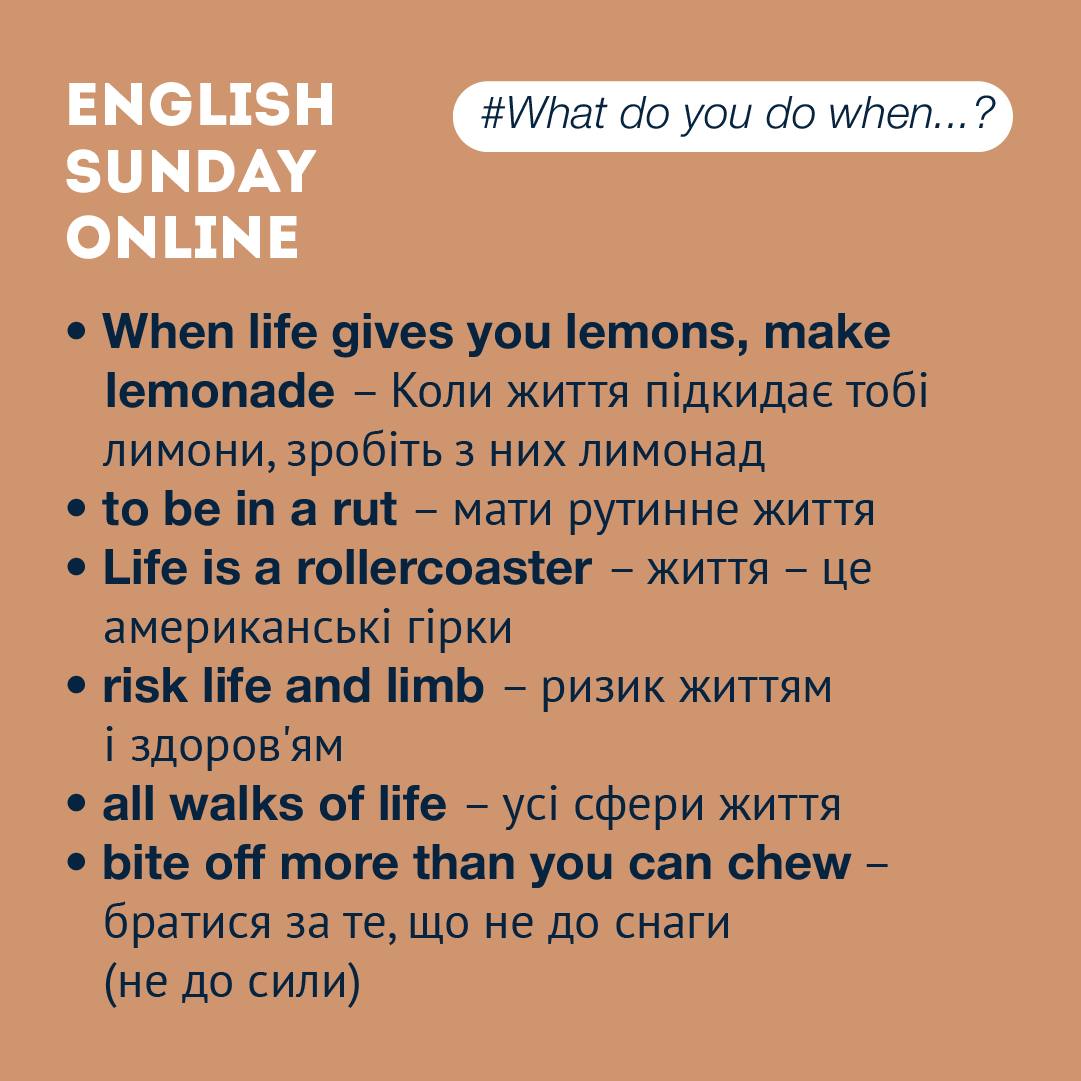 ENGLISH
SUNDAY
ONLINE
#What do you do when...?
• When life gives you lemons, make
lemonade – Коли життя підкидає тобі
лимони, зробіть з них лимонад
• to be in a rut – мати рутинне життя
• Life is a rollercoaster – життя – це
американські гірки
• risk life and limb – ризик життям
і здоров'ям
• all walks of life – усі сфери життя
• bite off more than you can chew –
братися за те, що не до снаги
(не до сили)